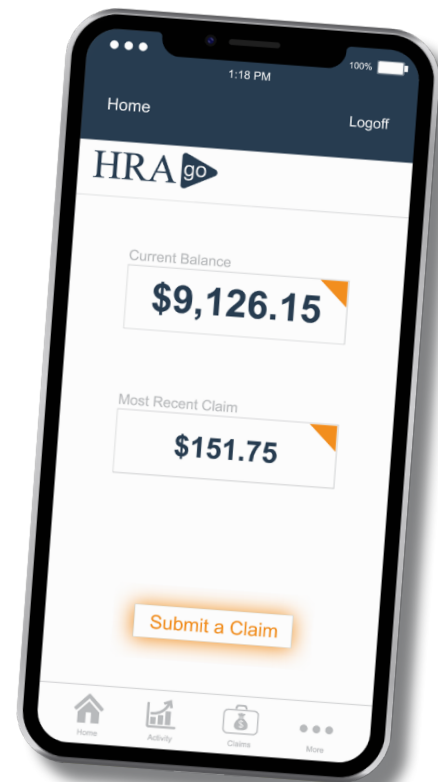 1:18 PM
100%
Home
Logoff
HRA go
Current Balance
$9,126.15
Most Recent Claim
$151.75
Submit a Claim
Home
Activity
Claims
More